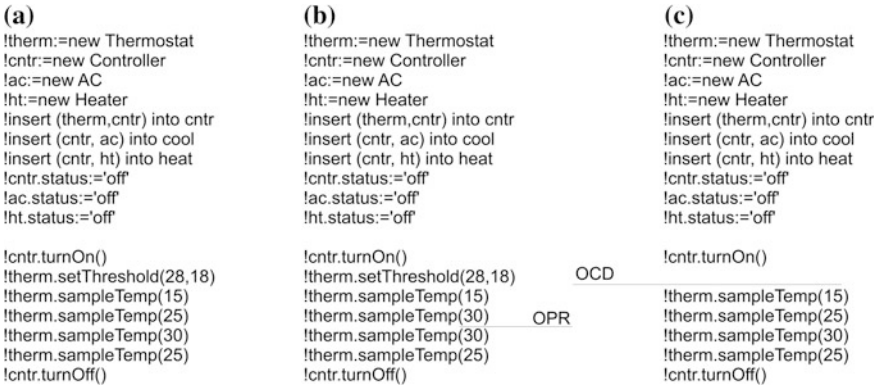 (a)
!therm:=new Thermostat
!cntr:=new Controller
!ac:=new AC
!ht:=new Heater
!insert (therm,cntr) into cntr
!insert (cntr, ac) into cool
!insert (cntr, ht) into heat
!cntr.status:='off'
!ac.status:='off'
!ht.status:='off'
!cntr.turnOn()
!therm.setThreshold(28,18)
!therm.sampleTemp(15)
!therm.sampleTemp(25)
!therm.sampleTemp(30)
!therm.sampleTemp(25)
!cntr.turnOff()
(b)
!therm:=new Thermostat
!cntr:=new Controller
!ac:=new AC
!ht:=new Heater
!insert (therm,cntr) into cntr
!insert (cntr, ac) into cool
!insert (cntr, ht) into heat
!cntr.status:='off'
!ac.status:='off'
!ht.status:='off'
!cntr.turnOn()
!therm.setThreshold(28,18)
!therm.sampleTemp(15)
!therm.sampleTemp(30)
OPR
!therm.sampleTemp(30)
!therm.sampleTemp(25)
!cntr.turnOff()
(c)
!therm:=new Thermostat
!cntr:=new Controller
!ac:=new AC
!ht:=new Heater
!insert (therm,cntr) into cntr
!insert (cntr, ac) into cool
!insert (cntr, ht) into heat
!cntr.status:='off'
!ac.status:='off'
!ht.status:='off'
!cntr.turnOn()
OCD
!therm.sampleTemp(15)
!therm.sampleTemp(25)
!therm.sampleTemp(30)
!therm.sampleTemp(25)
!cntr.turnOff()